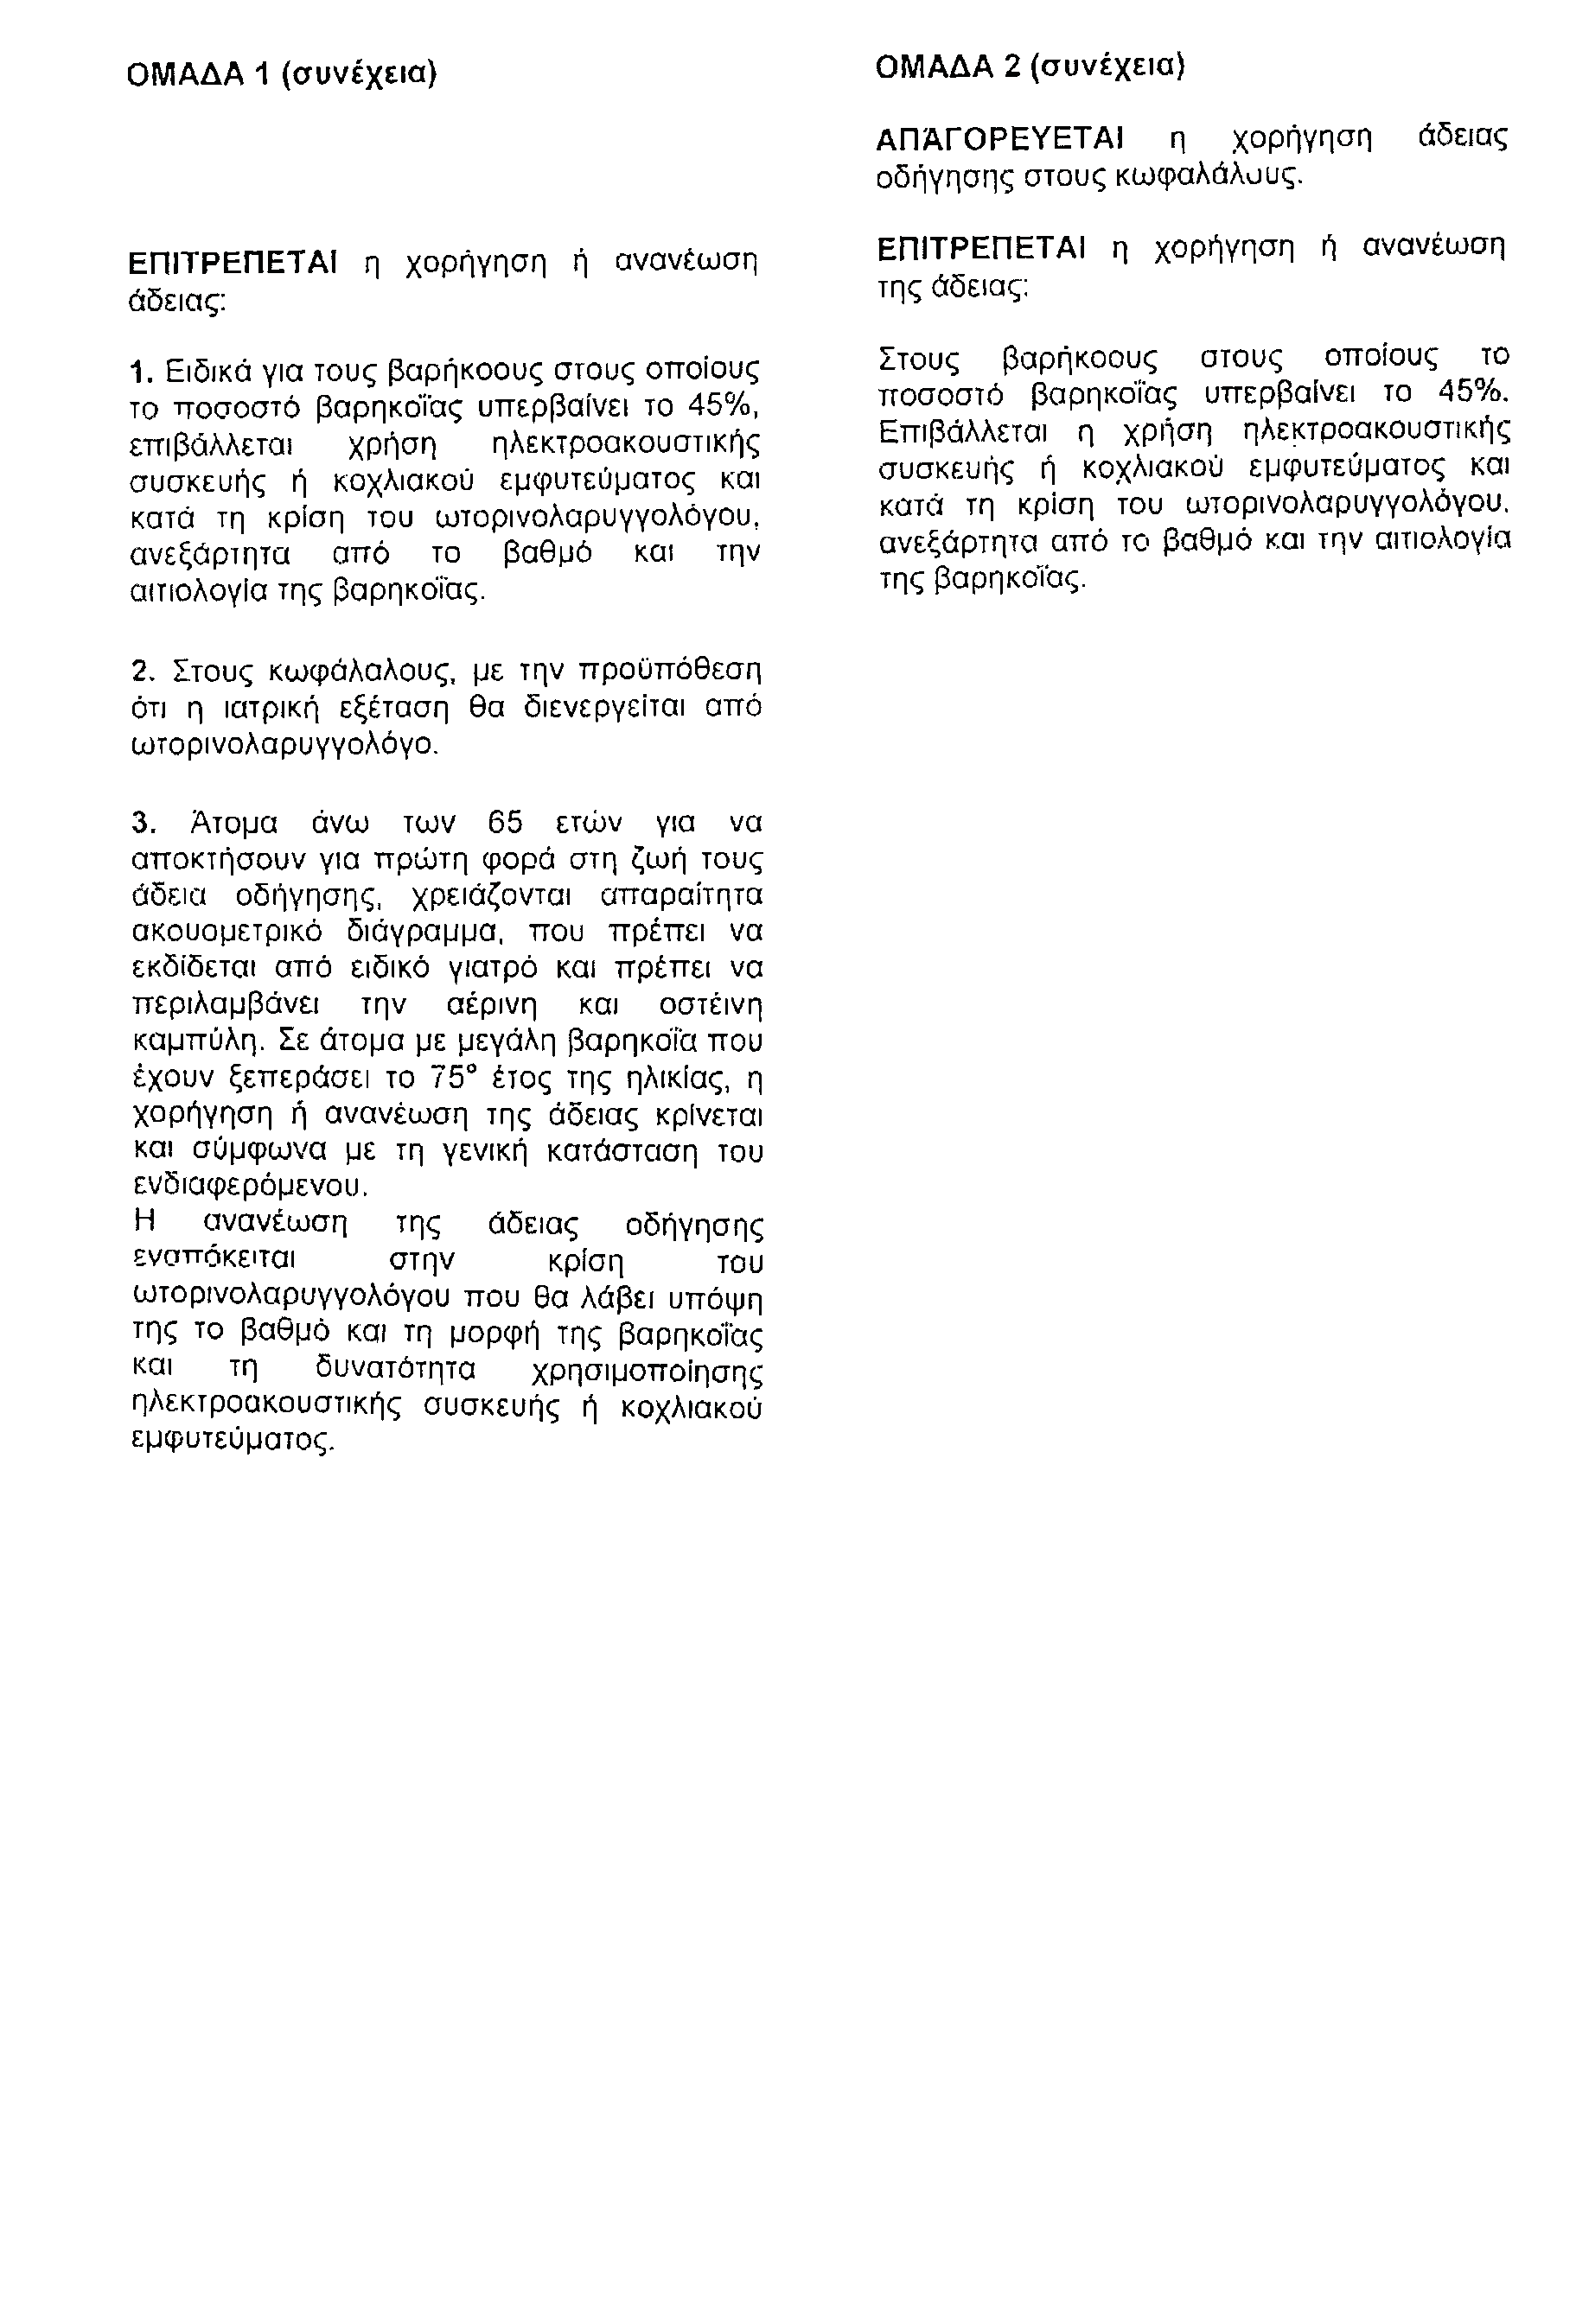 ΟΜΑΔΑ 1 (συνέχεια)
ΕΠΙΤΡΕΠΕΤΑΙ η χορήγηση ή ανανέωση
άδειας:
1. Ειδικά για τους βαρήκοους στους οποίους
το ποσοστό βαρηκοΐας υπερβαίνει το 45%,
επιβάλλεται χρήση ηλεκτροακουστικής
συσκευής ή κοχλιακού εμφυτεύματος και
κατά τη κρίση του ωτορινολαρυγγολόγου,
ανεξάρτητα από το βαθμό και την
αιτιολογία της βαρηκοΐας.
2. Στους κωφάλαλους, με την προϋπόθεση
ότι η ιατρική εξέταση θα διενεργείται από
ωτορινολαρυγγολόγο.
3. Άτομα άνω των 65 ετών για να
αποκτήσουν για πρώτη φορά στη ζωή τους
άδεια οδήγησης, χρειάζονται απαραίτητα
ακουομετρικό διάγραμμα, που πρέπει να
εκδίδεται από ειδικό γιατρό και πρέπει να
περιλαμβάνει την αέρινη και οστέινη
καμπύλη. Σε άτομα με μεγάλη βαρηκοΐα που
έχουν ξεπεράσει το 75° έτος της ηλικίας, η
χορήγηση ή ανανέωση της άδειας κρίνεται
και σύμφωνα με τη γενική κατάσταση του
ενδιαφερόμενου.
Η ανανέωση της άδειας οδήγησης
εναπόκειται στην κρίση του
ωτορινολαρυγγολόγου που θα λάβει υπόψη
της το βαθμό και τη μορφή της βαρηκοΐας
και τη δυνατότητα χρησιμοποίησης
ηλεκτροακουστικής συσκευής ή κοχλιακού
εμφυτεύματος.
ΟΜΑΔΑ 2 (συνέχεια)
ΑΠΆΓΟΡΕΥΕΤΑΙ η χορήγηση άδειας
οδήγησης στους κωφαλάλους.
ΕΠΙΤΡΕΠΕΤΑΙ η χορήγηση ή ανανέωση
της άδειας:
Στους βαρήκοους στους οποίους το
ποσοστό βαρηκοΐας υπερβαίνει το 45%.
Επιβάλλεται η χρήση ηλεκτροακουστικής
συσκευής ή κοχλιακού εμφυτεύματος και
κατά τη κρίση του ωτορινολαρυγγολόγου,
ανεξάρτητα από το βαθμό και την αιτιολογία
της βαρηκοΐας.